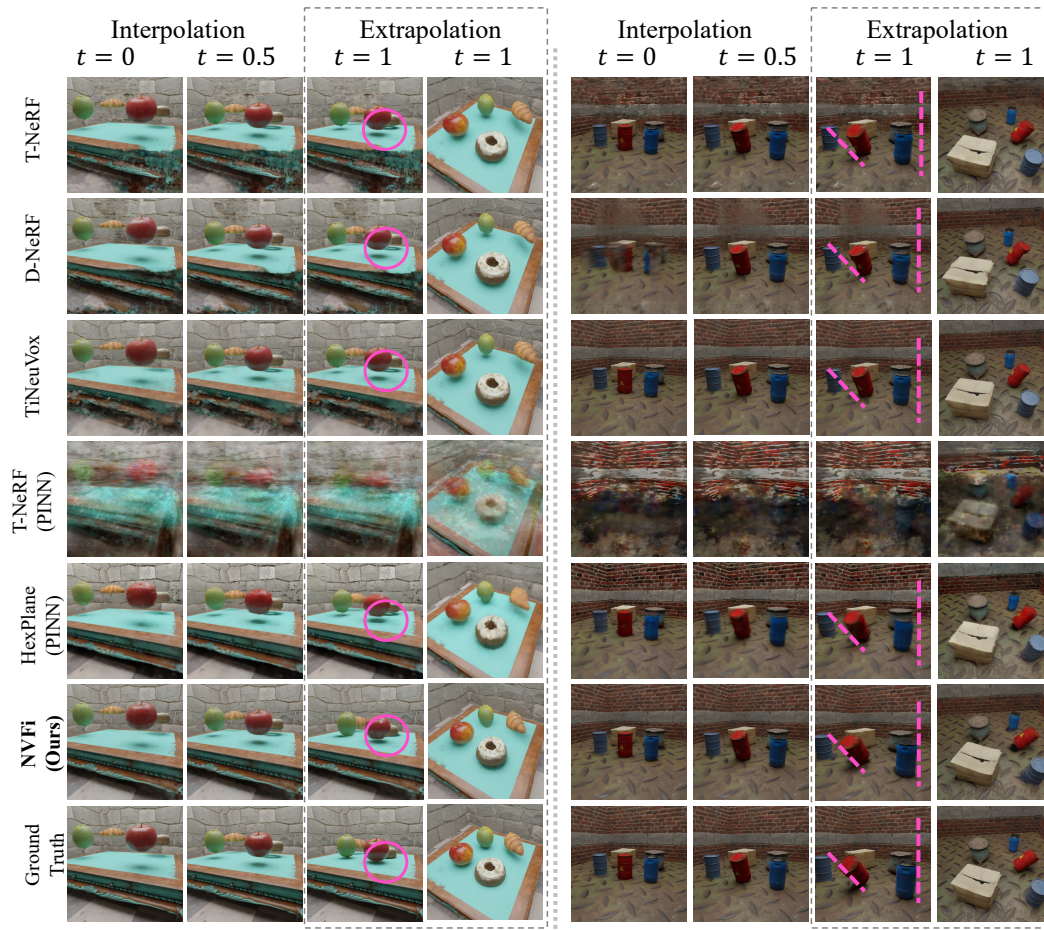 Interpolation Extrapolation Interpolation Extrapolation
t = 0 t = 0.5 t = 1 t = 1 t = 0 t = 0.5 t = 1 t = 1
T-NeRF
D-NeRF
TiNeuVox
T-NeRF
(PINN)
HexPlane
(PINN)
NVFi
(Ours)
Ground
Truth